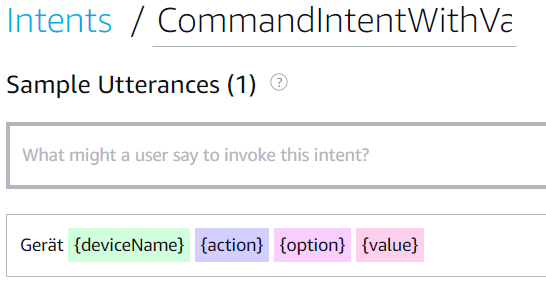 Intents / CommandIntentWithVa
Sample Utterances (1) ?
What might a user say to invoke this intent?
Gerät {deviceName} {action} {option} {value}